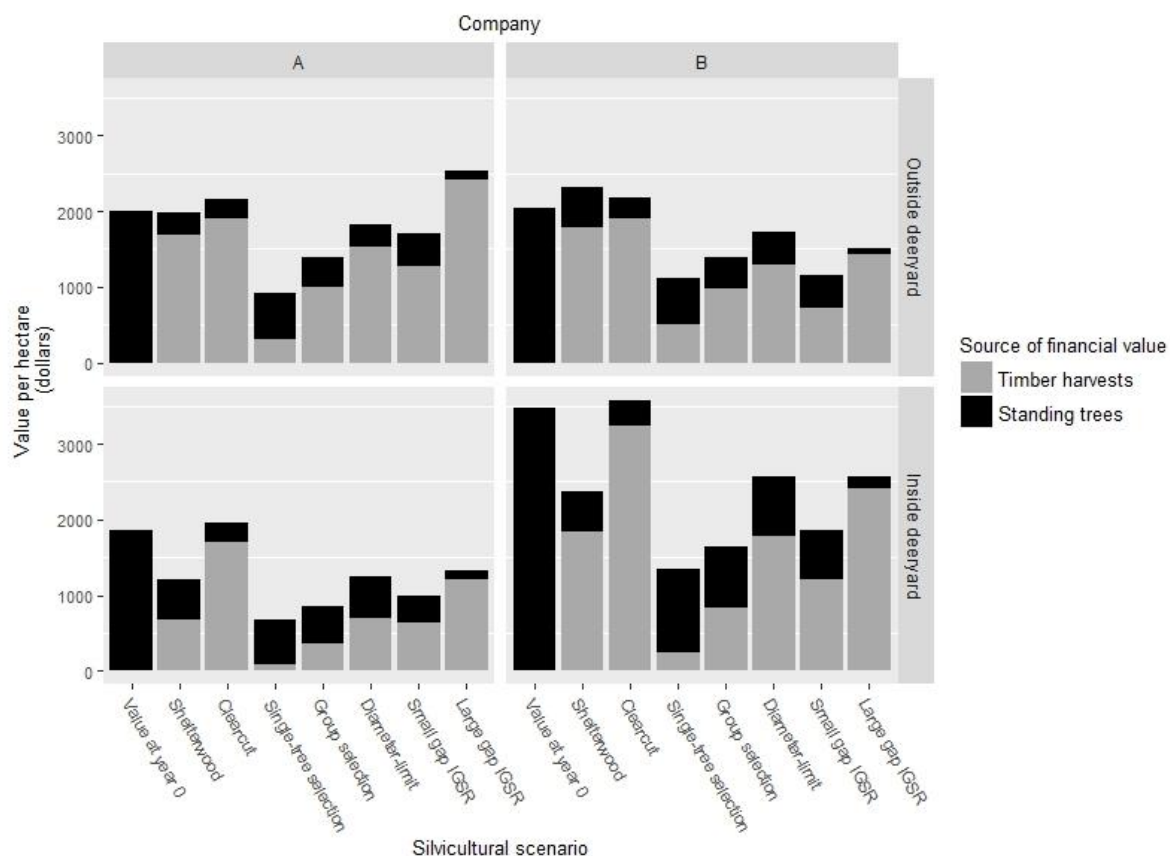 Company
A
B
Value per hectare
(dollars)
3000
2000
1000
0
Outside deeryard
3000
2000
1000
0
Inside deeryard
Source of financial value
Timber harvests
Standing trees
Value at year 0
Shelterwood
Clearcut
Single-tree selection
Group selection
Diameter-limit
Small gap IGSR
Large gap IGSR
Value at year 0
Shelterwood
Clearcut
Single-tree selection
Group selection
Diameter-limit
Small gap IGSR
Large gap IGSR
Silvicultural scenario